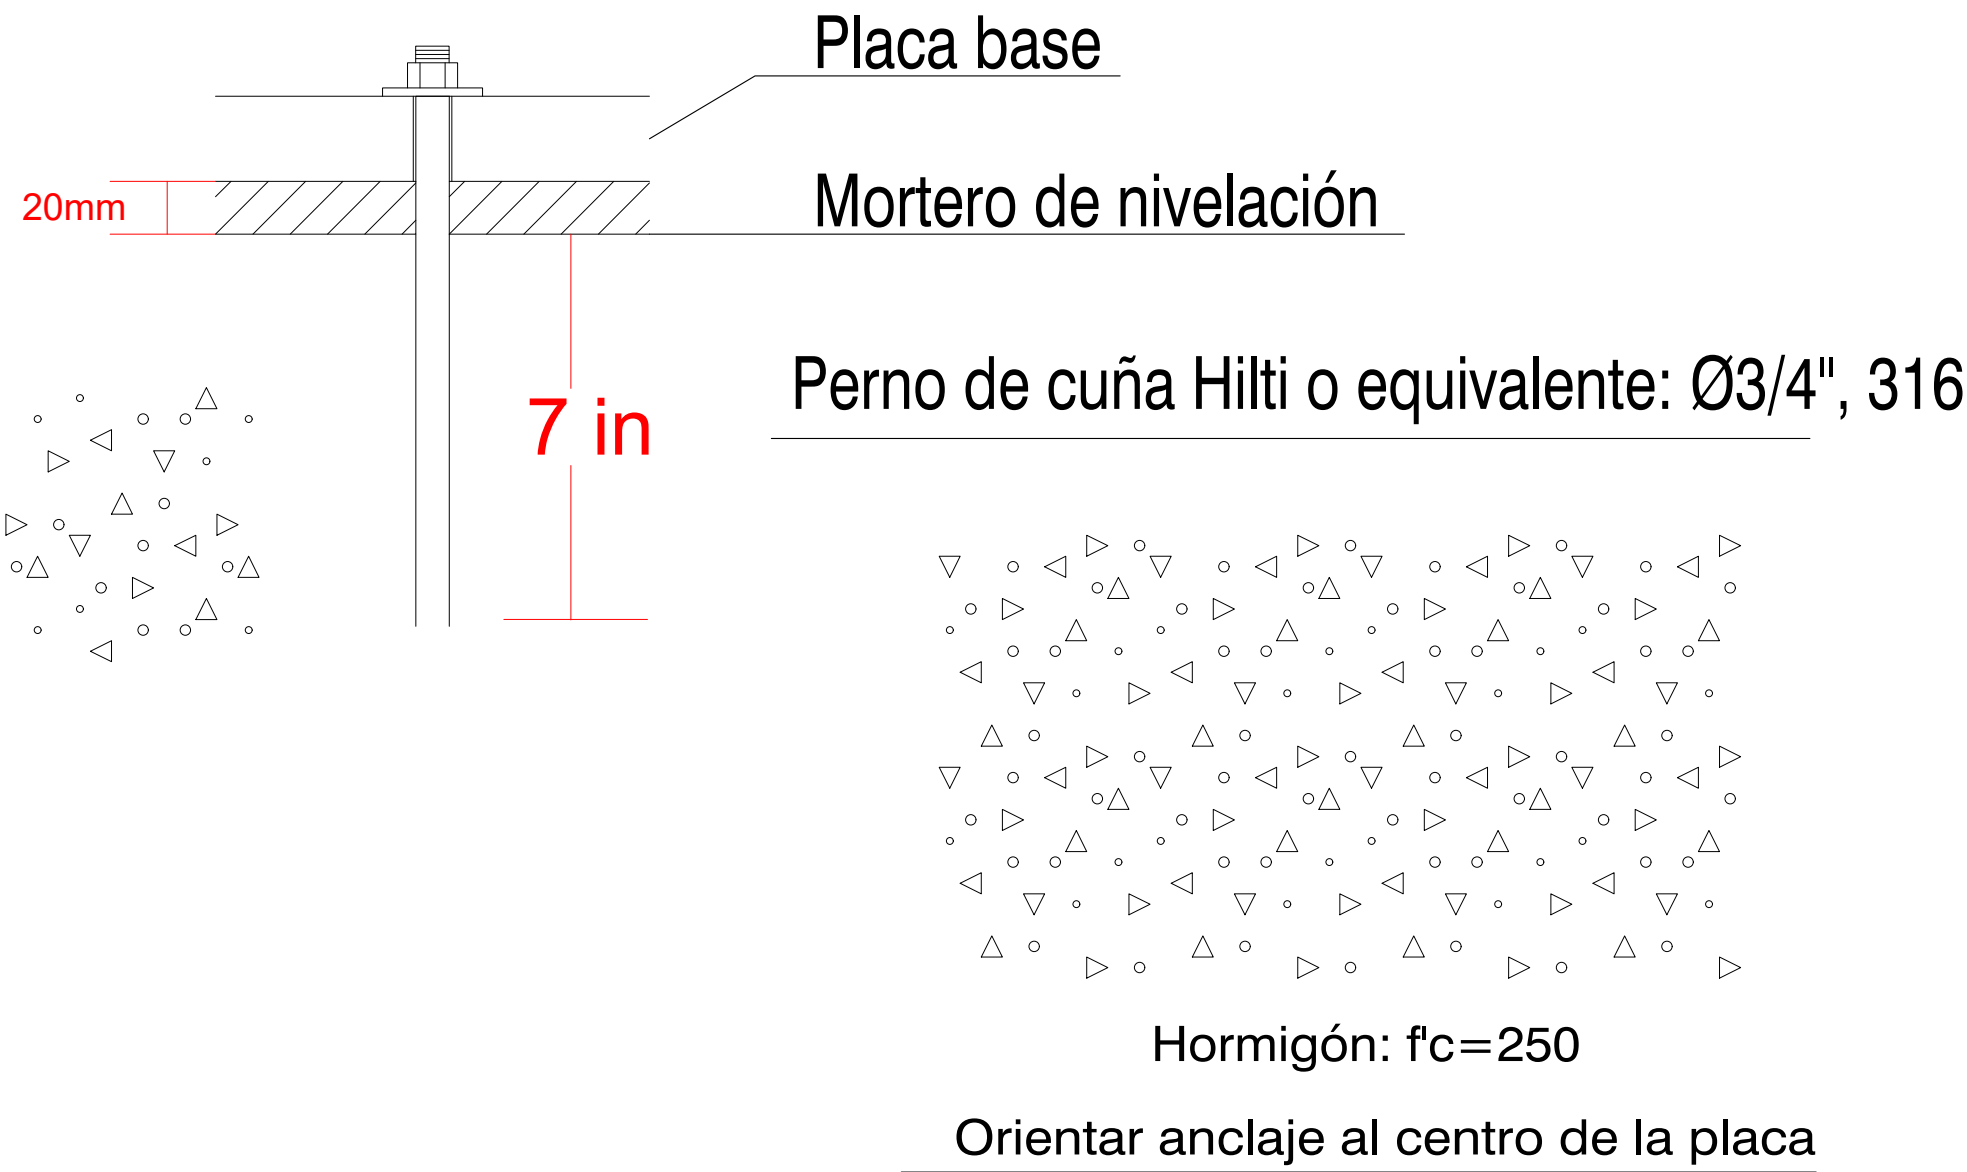 Placa base
Mortero de nivelación
20mm
Perno de cuña Hilti o equivalente: Ø3/4", 316
7 in
Hormigón: f'c=250
Orientar anclaje al centro de la placa